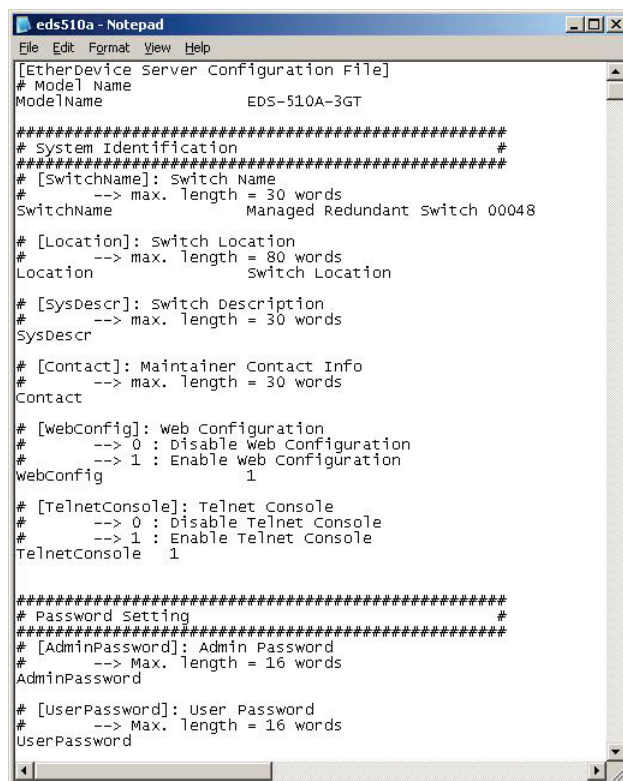 eds510a - Notepad
File Edit Format View Help
[EtherDevice Server Configuration File]
# Model Name
ModelName                EDS-510A-3GT

###################################################
# System Identification                           #
###################################################
# [SwitchName]: Switch Name
#       --> max. length = 30 words
SwitchName               Managed Redundant Switch 00048

# [Location]: Switch Location
#       --> max. length = 80 words
Location                 Switch Location

# [SysDescr]: Switch Description
#       --> max. length = 30 words
SysDescr

# [Contact]: Maintainer Contact Info
#       --> max. length = 30 words
Contact

# [WebConfig]: Web Configuration
#       --> 0 : Disable Web Configuration
#       --> 1 : Enable Web Configuration
WebConfig                1

# [TelnetConsole]: Telnet Console
#       --> 0 : Disable Telnet Console
#       --> 1 : Enable Telnet Console
TelnetConsole   1


###################################################
# Password Setting                                #
###################################################
# [AdminPassword]: Admin Password
#       --> Max. length = 16 words
AdminPassword

# [UserPassword]: User Password
#       --> Max. length = 16 words
UserPassword